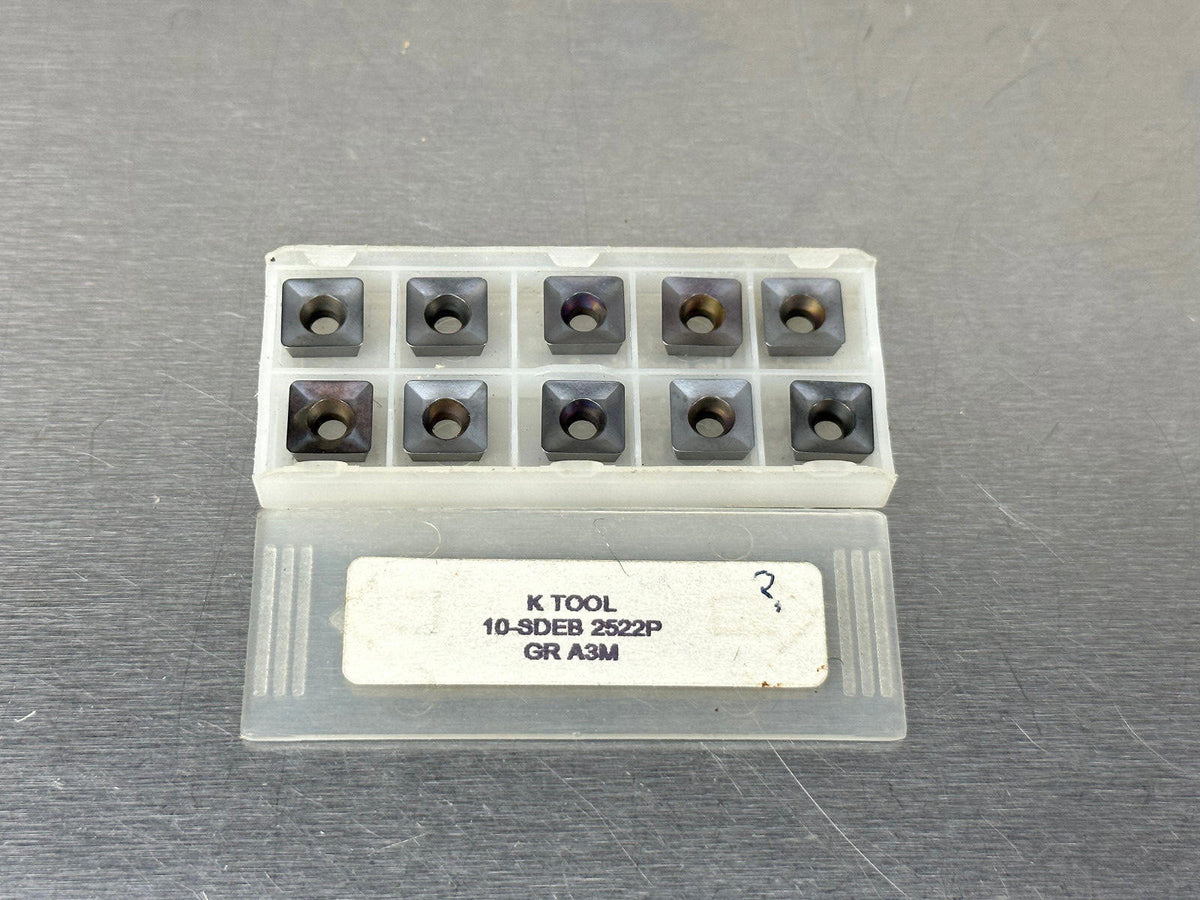 K TOOL
10-SDEB 2522P
GR A3M
?